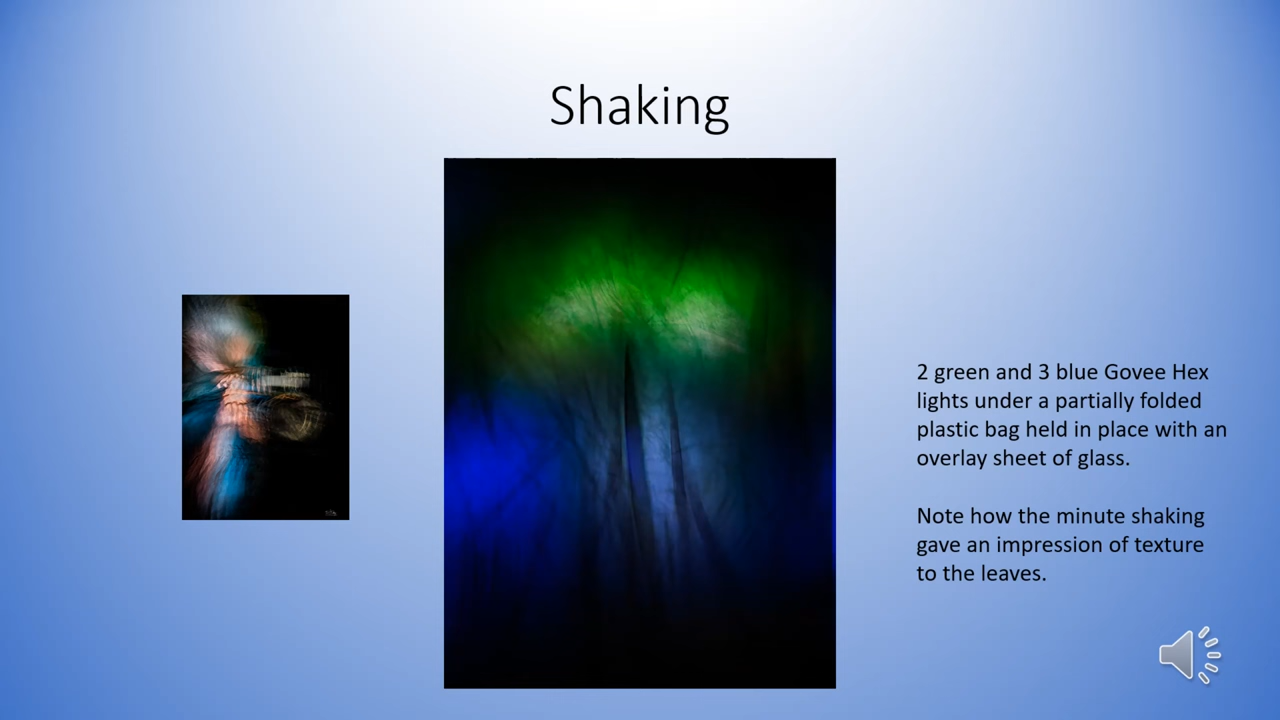 Shaking
2 green and 3 blue Govee Hex
lights under a partially folded
plastic bag held in place with an
overlay sheet of glass.
Note how the minute shaking
gave an impression of texture
to the leaves.